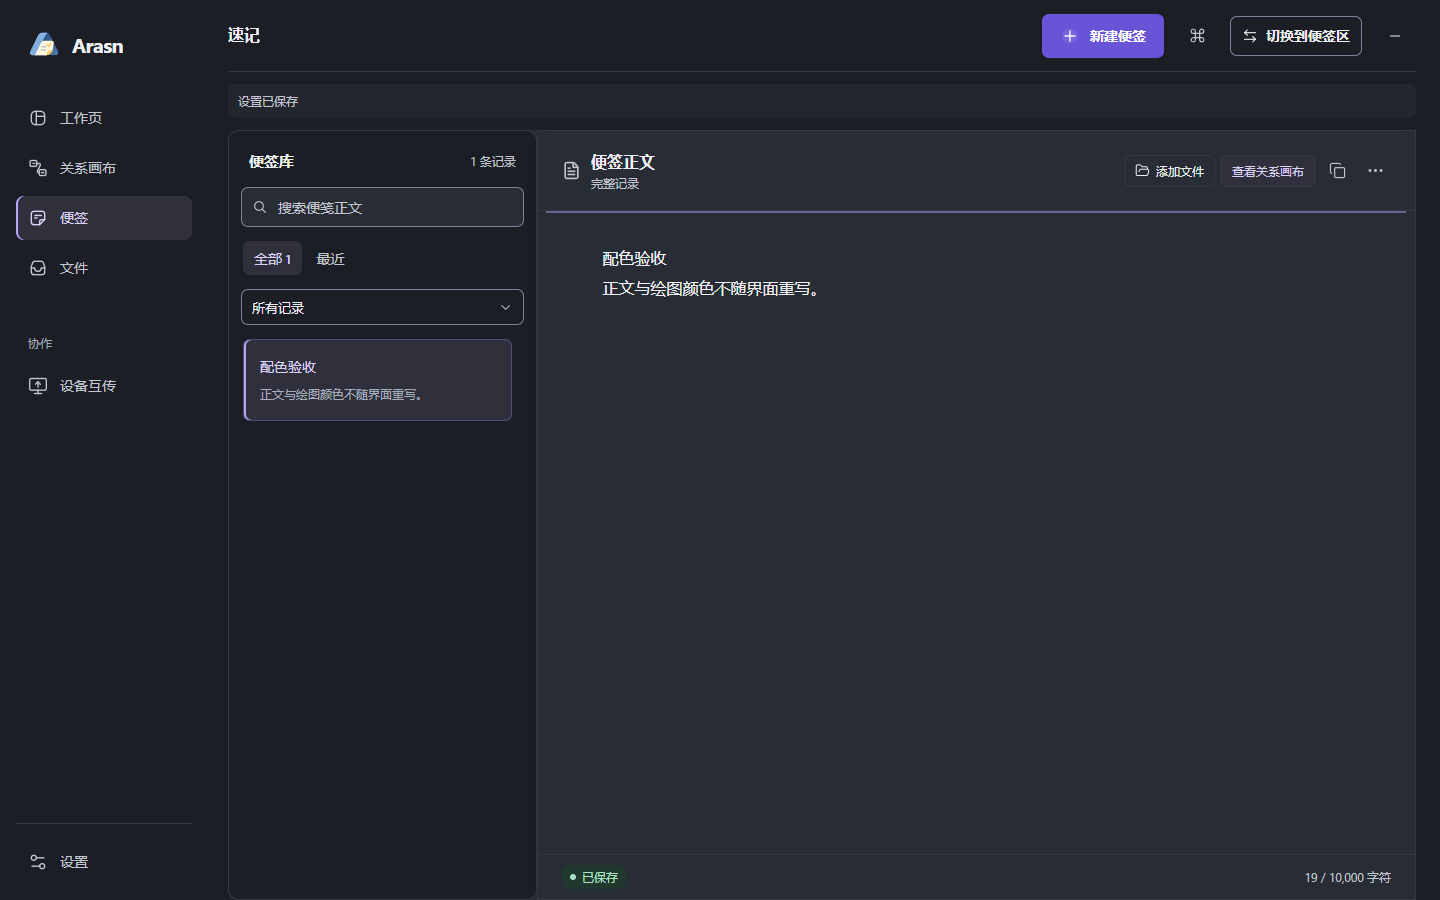 Arasn
工作页
关系画布
便签
文件
协作
设备互传
设置
速记
新建便签
切换到便签区
设置已保存
便签库
1 条记录
搜索便笺正文
全部 1
最近
所有记录
配色验收
正文与绘图颜色不随界面重写。
便签正文
完整记录
添加文件
查看关系画布
配色验收
正文与绘图颜色不随界面重写。
已保存
19 / 10,000 字符